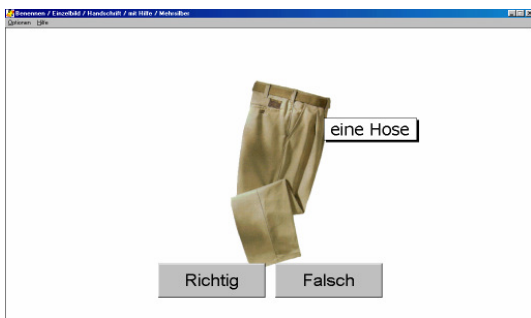 Benennen / Einzelbild / Handschrift / mit Hilfe / Mehrsilber
Optionen Hilfe
eine Hose
Richtig Falsch